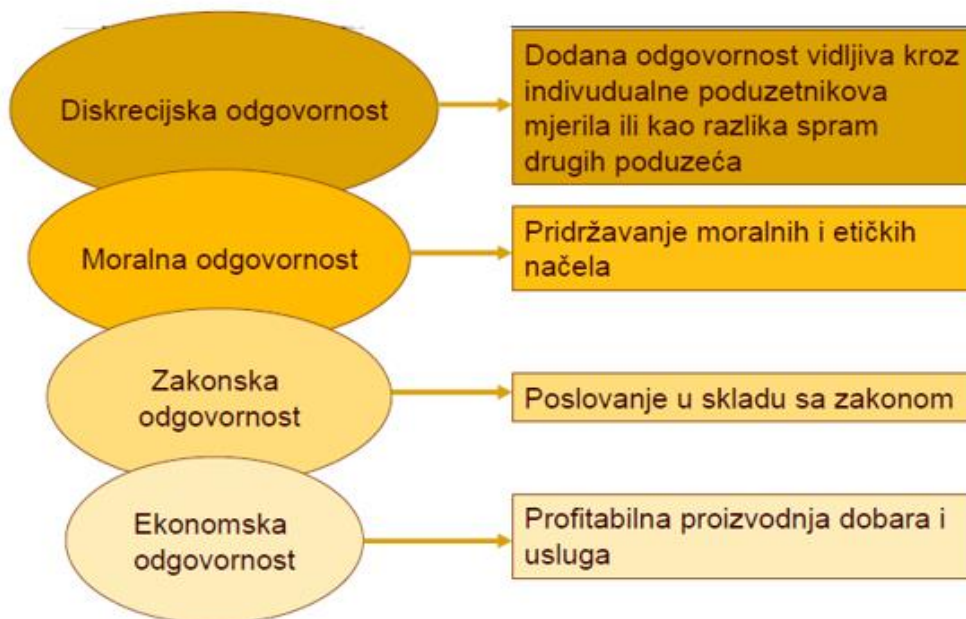 Diskrecijska odgovornost
Dodana odgovornost vidljiva kroz
indivudualne poduzetnikova
mjerila ili kao razlika spram
drugih poduzeća
Moralna odgovornost
Pridržavanje moralnih i etičkih
načela
Zakonska
odgovornost
Poslovanje u skladu sa zakonom
Ekonomska
odgovornost
Profitabilna proizvodnja dobara i
usluga